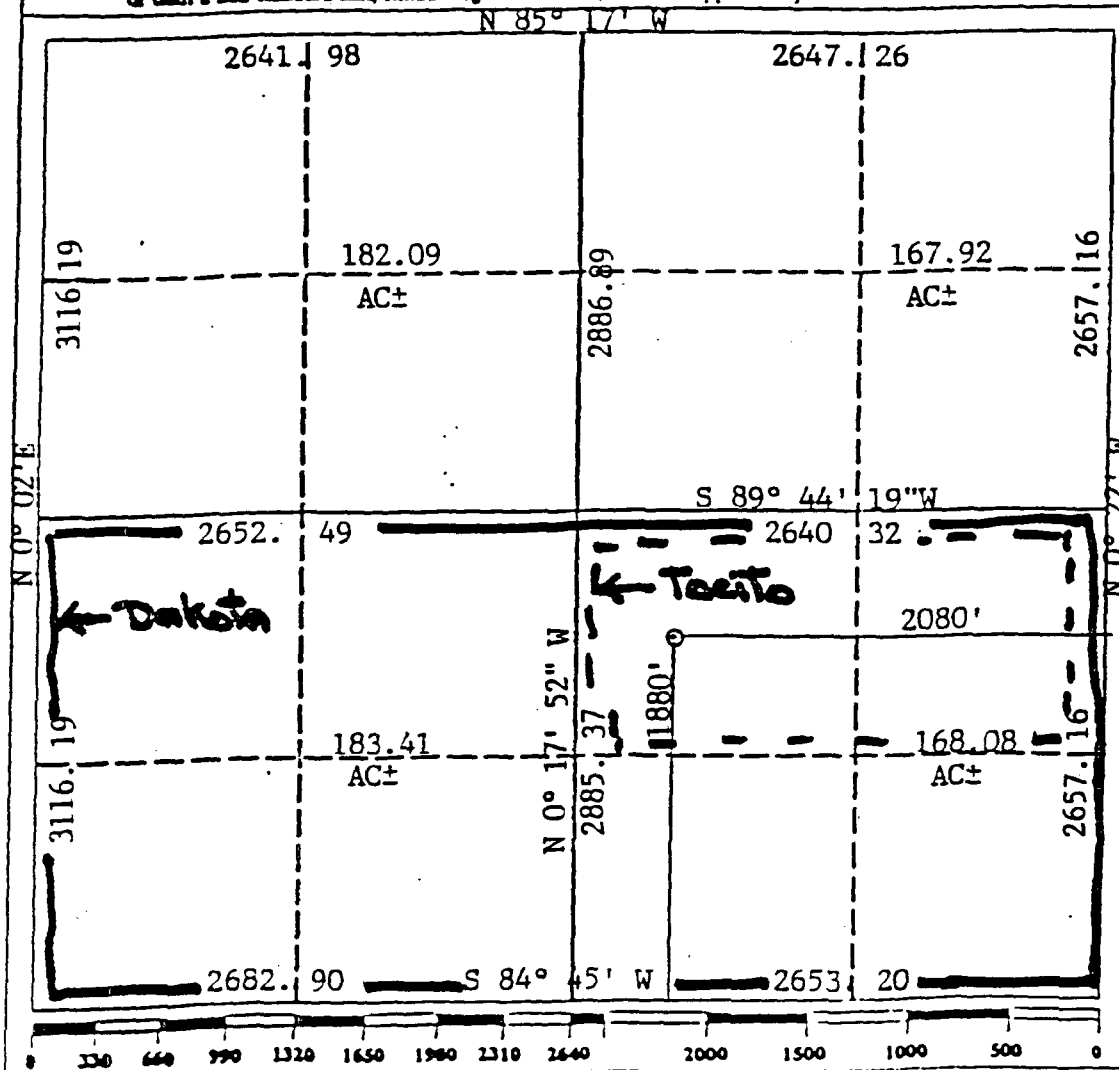 N 85° 17' W
2641. 98
2647. 26
182.09
AC±
167.92
AC±
3116 19
2886.89
2657. 16
N 0° 02'E
S 89° 44' 19"W
2652. 49
2640 32
← Dakota
← Tocito
2080'
1880'
N 0° 17' 52" W
3116. 19
183.41
AC±
2885. 37
168.08
AC±
2657. 16
2682. 90
S 84° 45' W
2653 20
0 330 660 990 1320 1650 1980 2310 2640 2000 1500 1000 500 0